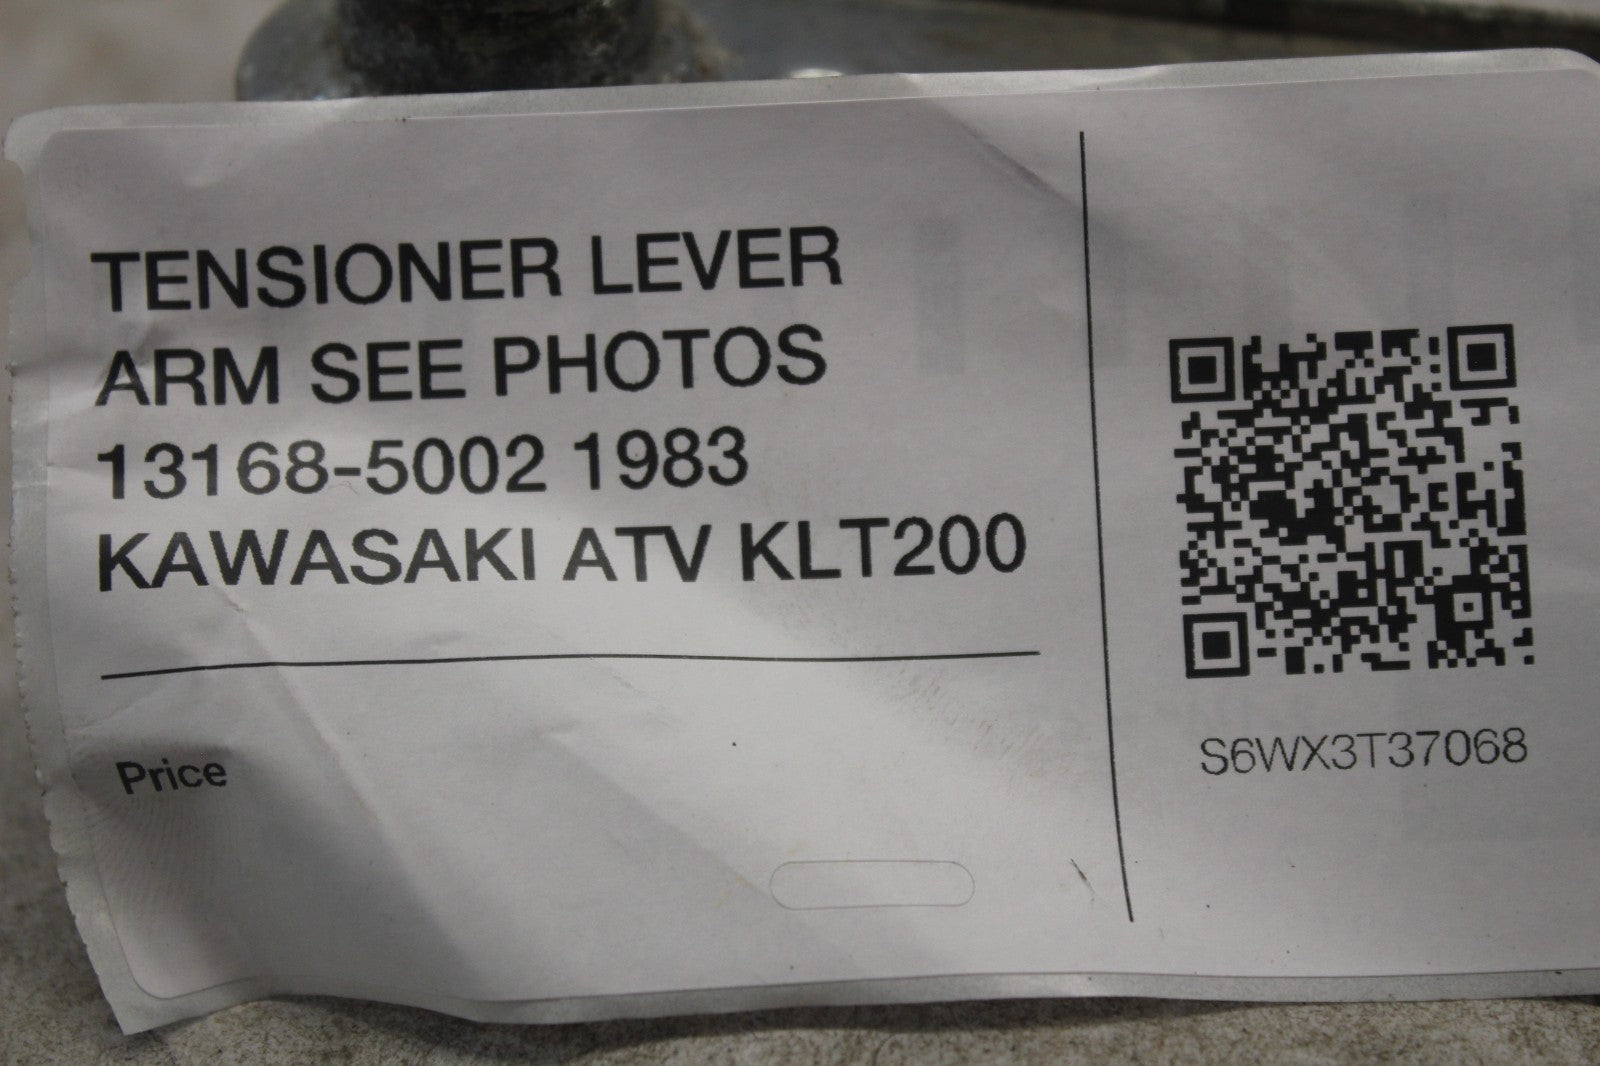 TENSIONER LEVER
ARM SEE PHOTOS
13168-5002 1983
KAWASAKI ATV KLT200
Price
S6WX3T37068